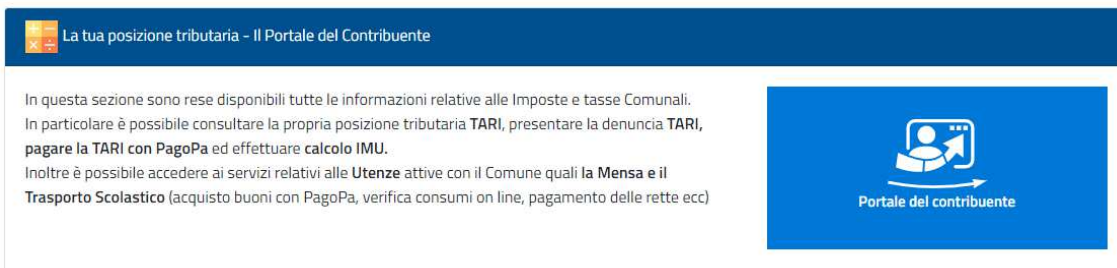 La tua posizione tributaria - Il Portale del Contribuente
In questa sezione sono rese disponibili tutte le informazioni relative alle Imposte e tasse Comunali.
In particolare è possibile consultare la propria posizione tributaria TARI, presentare la denuncia TARI,
pagare la TARI con PagoPa ed effettuare calcolo IMU.
Inoltre è possibile accedere ai servizi relativi alle Utenze attive con il Comune quali la Mensa e il
Trasporto Scolastico (acquisto buoni con PagoPa, verifica consumi on line, pagamento delle rette ecc)
Portale del contribuente